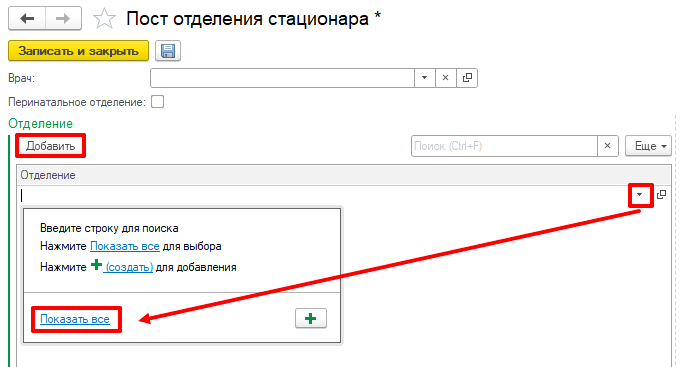 Пост отделения стационара *
Записать и закрыть
Врач:
Перинатальное отделение:
Отделение
Добавить
Поиск (Ctrl+F)
Еще
Отделение
Введите строку для поиска
Нажмите Показать все для выбора
Нажмите + (создать) для добавления
Показать все